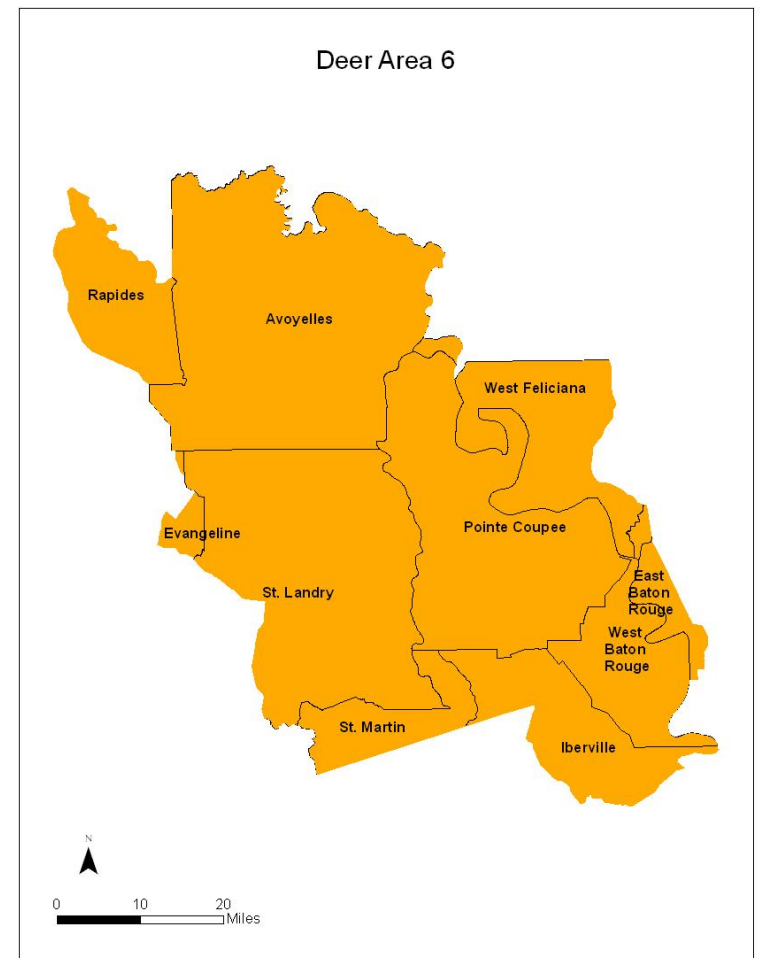 Deer Area 6
Rapides
Avoyelles
West Feliciana
Pointe Coupee
Evangeline
St. Landry
East
Baton
Rouge
West
Baton
Rouge
St. Martin
Iberville
N
0 10 20
Miles